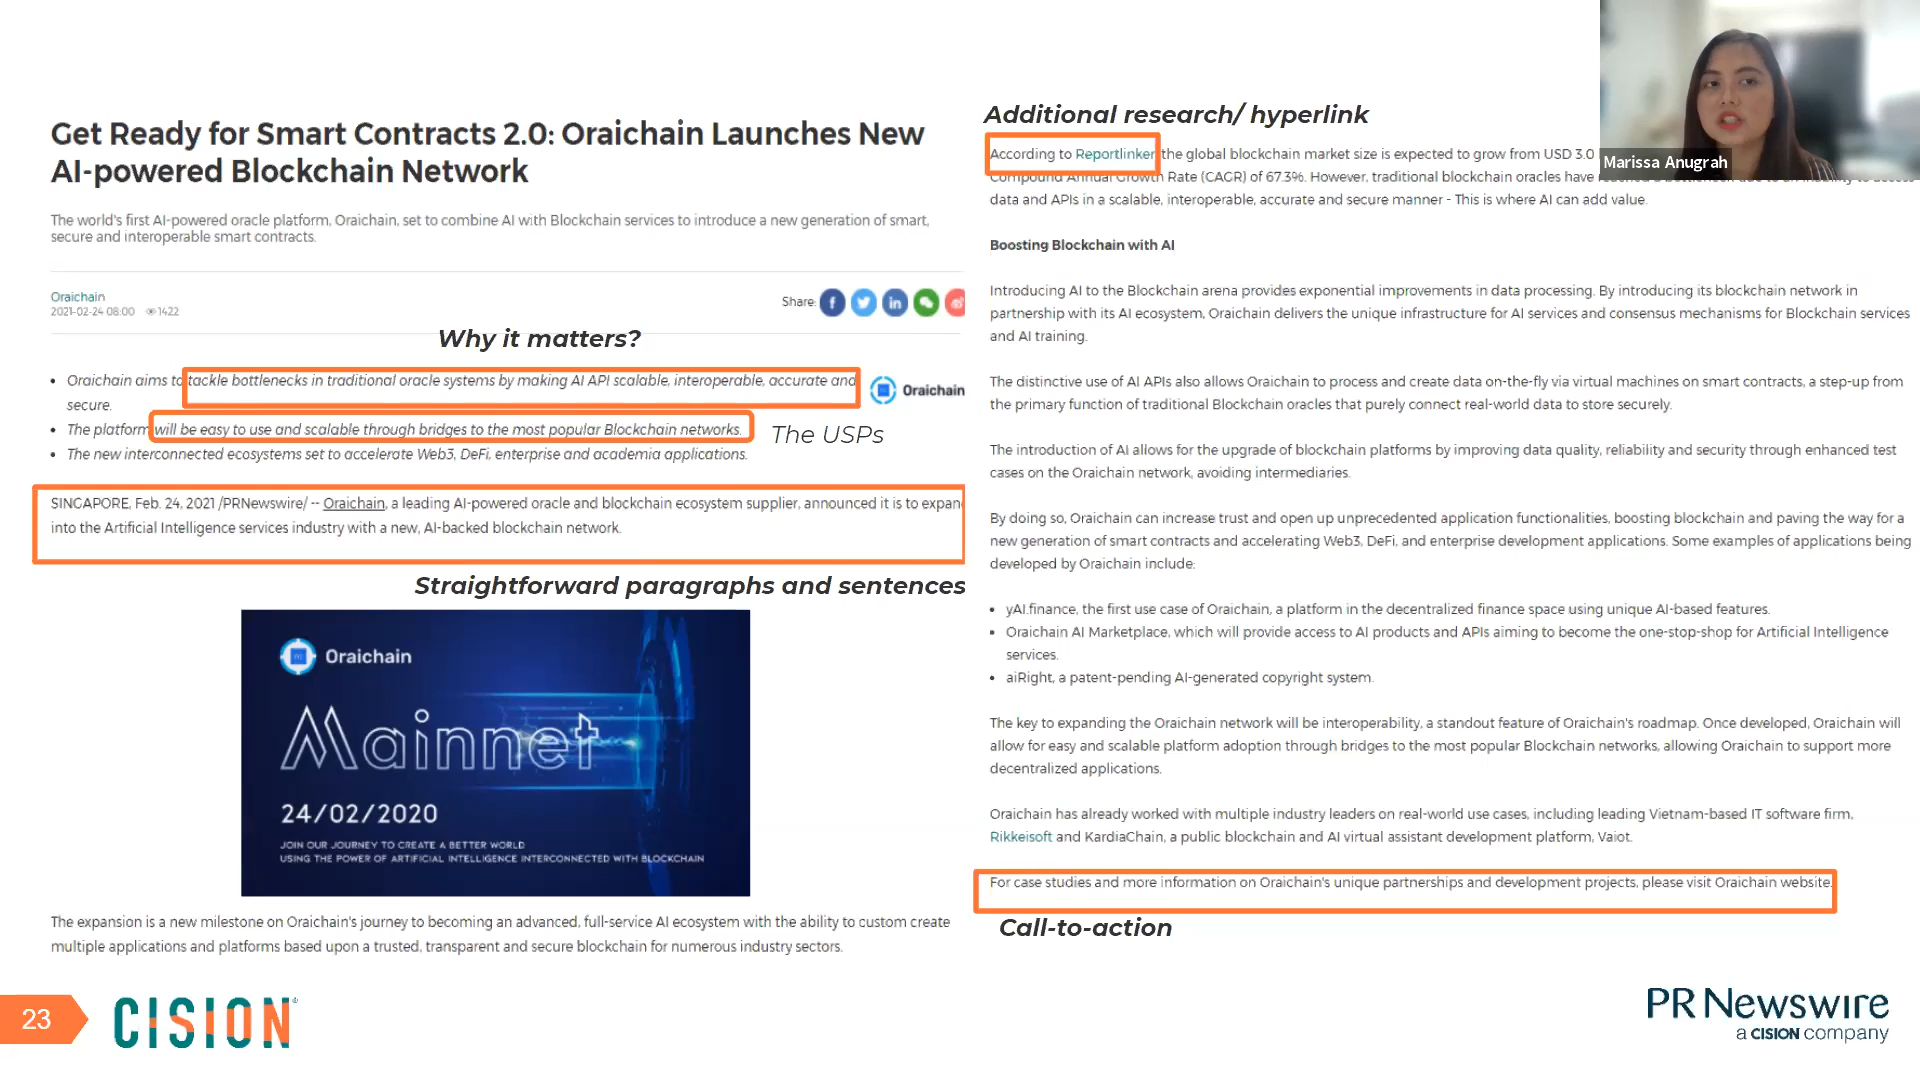 Get Ready for Smart Contracts 2.0: Oraichain Launches New
AI-powered Blockchain Network
The world's first AI-powered oracle platform, Oraichain, set to combine AI with Blockchain services to introduce a new generation of smart,
secure and interoperable smart contracts.
Oraichain
2021-02-24 08:00 1422
Share:
Why it matters?
• Oraichain aims to tackle bottlenecks in traditional oracle systems by making AI API scalable, interoperable, accurate and
secure.
• The platform will be easy to use and scalable through bridges to the most popular Blockchain networks.
• The new interconnected ecosystems set to accelerate Web3, DeFi, enterprise and academia applications.
Oraichain
The USPs
SINGAPORE, Feb. 24, 2021 /PRNewswire/ -- Oraichain, a leading AI-powered oracle and blockchain ecosystem supplier, announced it is to expan
into the Artificial Intelligence services industry with a new, AI-backed blockchain network.
Straightforward paragraphs and sentences
Oraichain
Mainnet
24/02/2020
JOIN OUR JOURNEY TO CREATE A BETTER WORLD
USING THE POWER OF ARTIFICIAL INTELLIGENCE INTERCONNECTED WITH BLOCKCHAIN
The expansion is a new milestone on Oraichain's journey to becoming an advanced, full-service AI ecosystem with the ability to custom create
multiple applications and platforms based upon a trusted, transparent and secure blockchain for numerous industry sectors.
Additional research/ hyperlink
According to Reportlinker, the global blockchain market size is expected to grow from USD 3.0
Compound Annual Growth Rate (CAGR) of 67.3%. However, traditional blockchain oracles have
data and APIs in a scalable, interoperable, accurate and secure manner - This is where AI can add value.
Boosting Blockchain with AI
Introducing AI to the Blockchain arena provides exponential improvements in data processing. By introducing its blockchain network in
partnership with its AI ecosystem, Oraichain delivers the unique infrastructure for AI services and consensus mechanisms for Blockchain services
and AI training.
The distinctive use of AI APIs also allows Oraichain to process and create data on-the-fly via virtual machines on smart contracts, a step-up from
the primary function of traditional Blockchain oracles that purely connect real-world data to store securely.
The introduction of AI allows for the upgrade of blockchain platforms by improving data quality, reliability and security through enhanced test
cases on the Oraichain network, avoiding intermediaries.
By doing so, Oraichain can increase trust and open up unprecedented application functionalities, boosting blockchain and paving the way for a
new generation of smart contracts and accelerating Web3, DeFi, and enterprise development applications. Some examples of applications being
developed by Oraichain include:
• yAI.finance, the first use case of Oraichain, a platform in the decentralized finance space using unique AI-based features.
• Oraichain AI Marketplace, which will provide access to AI products and APIs aiming to become the one-stop-shop for Artificial Intelligence
services.
• aiRight, a patent-pending AI-generated copyright system.
The key to expanding the Oraichain network will be interoperability, a standout feature of Oraichain's roadmap. Once developed, Oraichain will
allow for easy and scalable platform adoption through bridges to the most popular Blockchain networks, allowing Oraichain to support more
decentralized applications.
Oraichain has already worked with multiple industry leaders on real-world use cases, including leading Vietnam-based IT software firm,
Rikkeisoft and KardiaChain, a public blockchain and AI virtual assistant development platform, Vaiot.
For case studies and more information on Oraichain's unique partnerships and development projects, please visit Oraichain website.
Call-to-action
Marissa Anugrah
23
CISION
PR Newswire
a CISION company